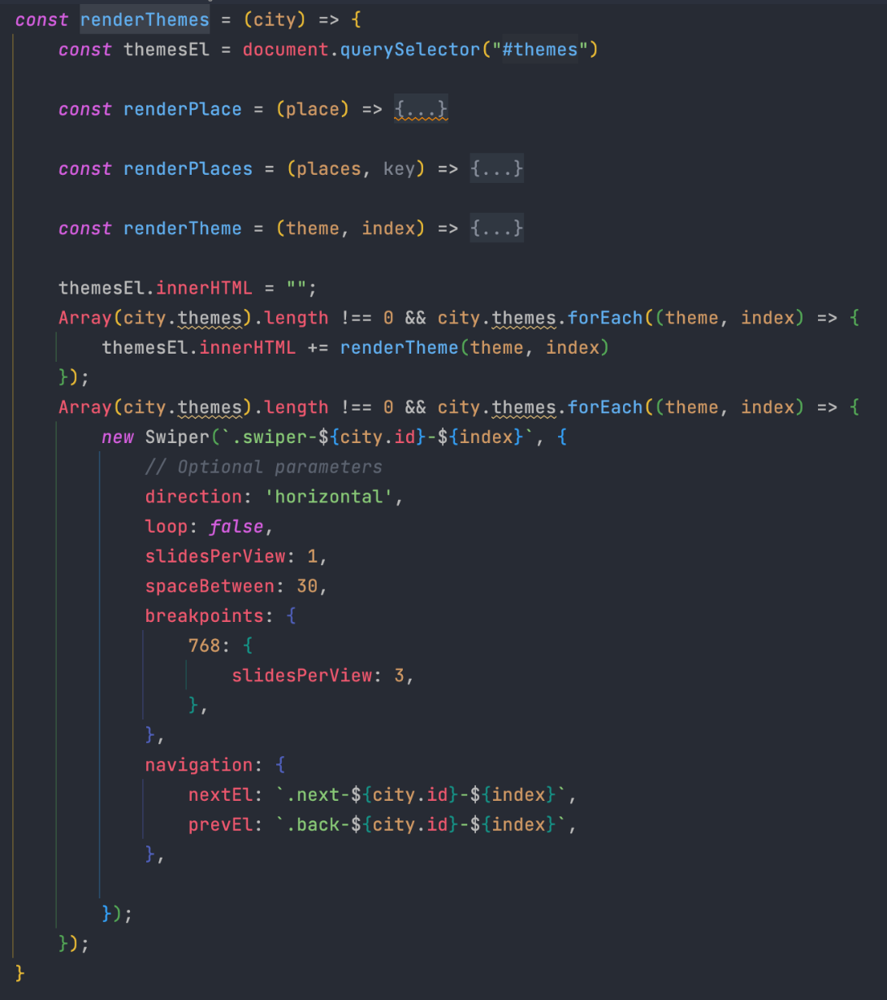 const renderThemes = (city) => {
    const themesEl = document.querySelector("#themes")

    const renderPlace = (place) => {...}

    const renderPlaces = (places, key) => {...}

    const renderTheme = (theme, index) => {...}

    themesEl.innerHTML = "";
    Array(city.themes).length !== 0 && city.themes.forEach((theme, index) => {
        themesEl.innerHTML += renderTheme(theme, index)
    });
    Array(city.themes).length !== 0 && city.themes.forEach((theme, index) => {
        new Swiper(`.swiper-${city.id}-${index}`, {
            // Optional parameters
            direction: 'horizontal',
            loop: false,
            slidesPerView: 1,
            spaceBetween: 30,
            breakpoints: {
                768: {
                    slidesPerView: 3,
                },
            },
            navigation: {
                nextEl: `.next-${city.id}-${index}`,
                prevEl: `.back-${city.id}-${index}`,
            },

        });
    });
}